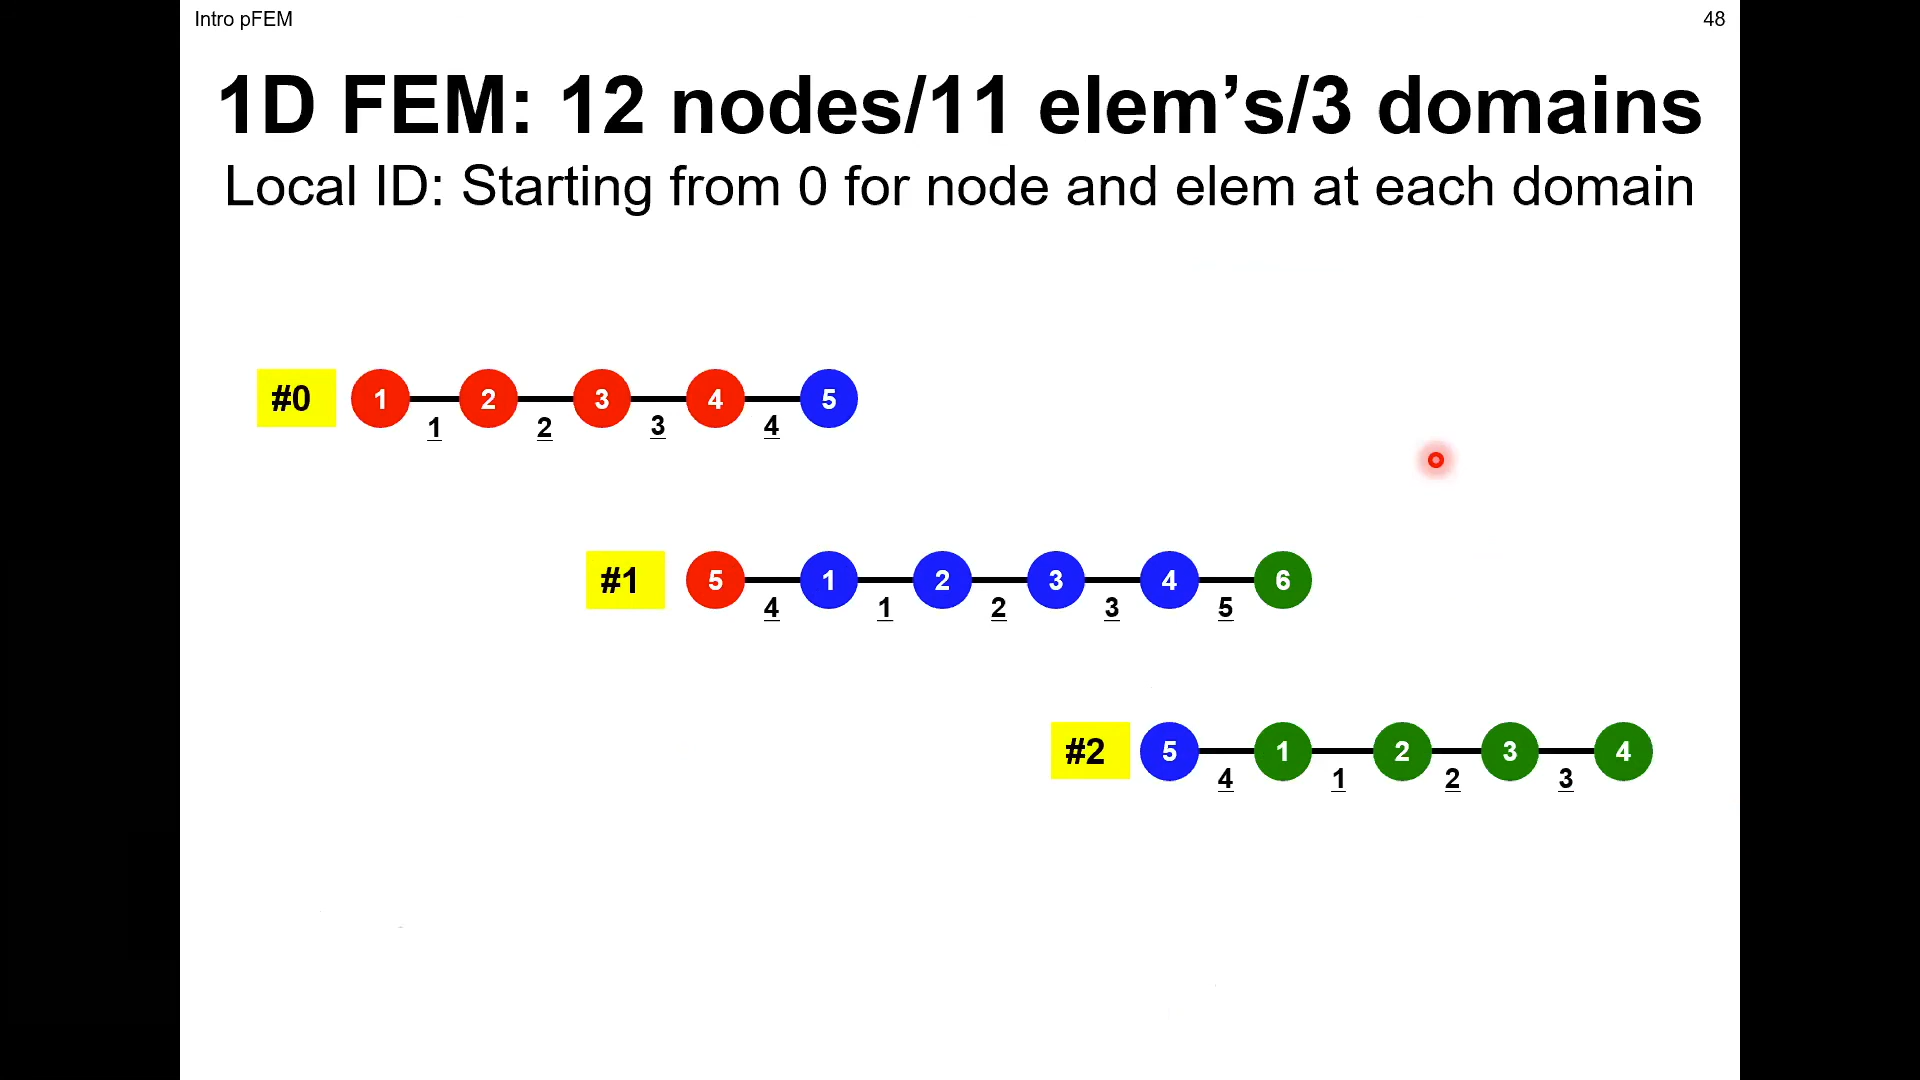 Intro pFEM
48
1D FEM: 12 nodes/11 elem’s/3 domains
Local ID: Starting from 0 for node and elem at each domain
#0 1 2 3 4 5
1 2 3 4
#1 5 1 2 3 4 6
4 1 2 3 5
#2 5 1 2 3 4
4 1 2 3